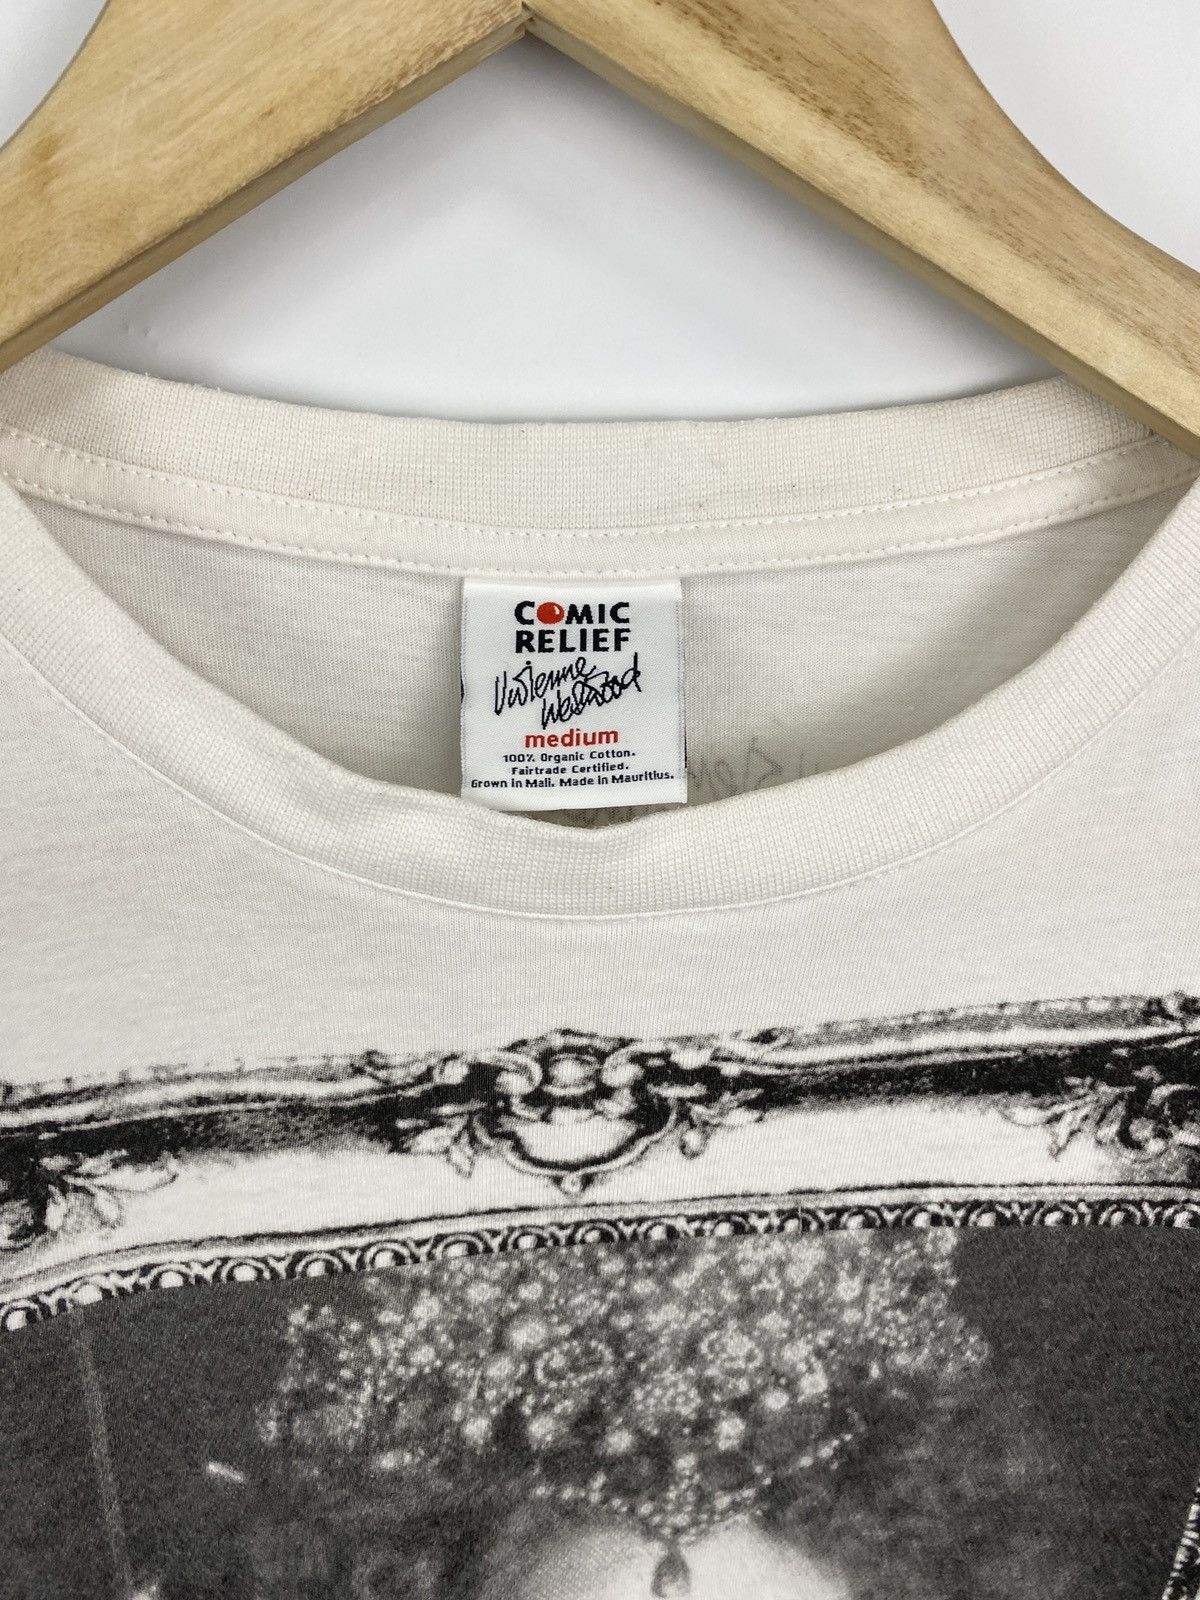 COMIC
RELIEF
Vivienne
Westwood
medium
100% Organic Cotton.
Fairtrade Certified.
Grown in Mali. Made in Mauritius.